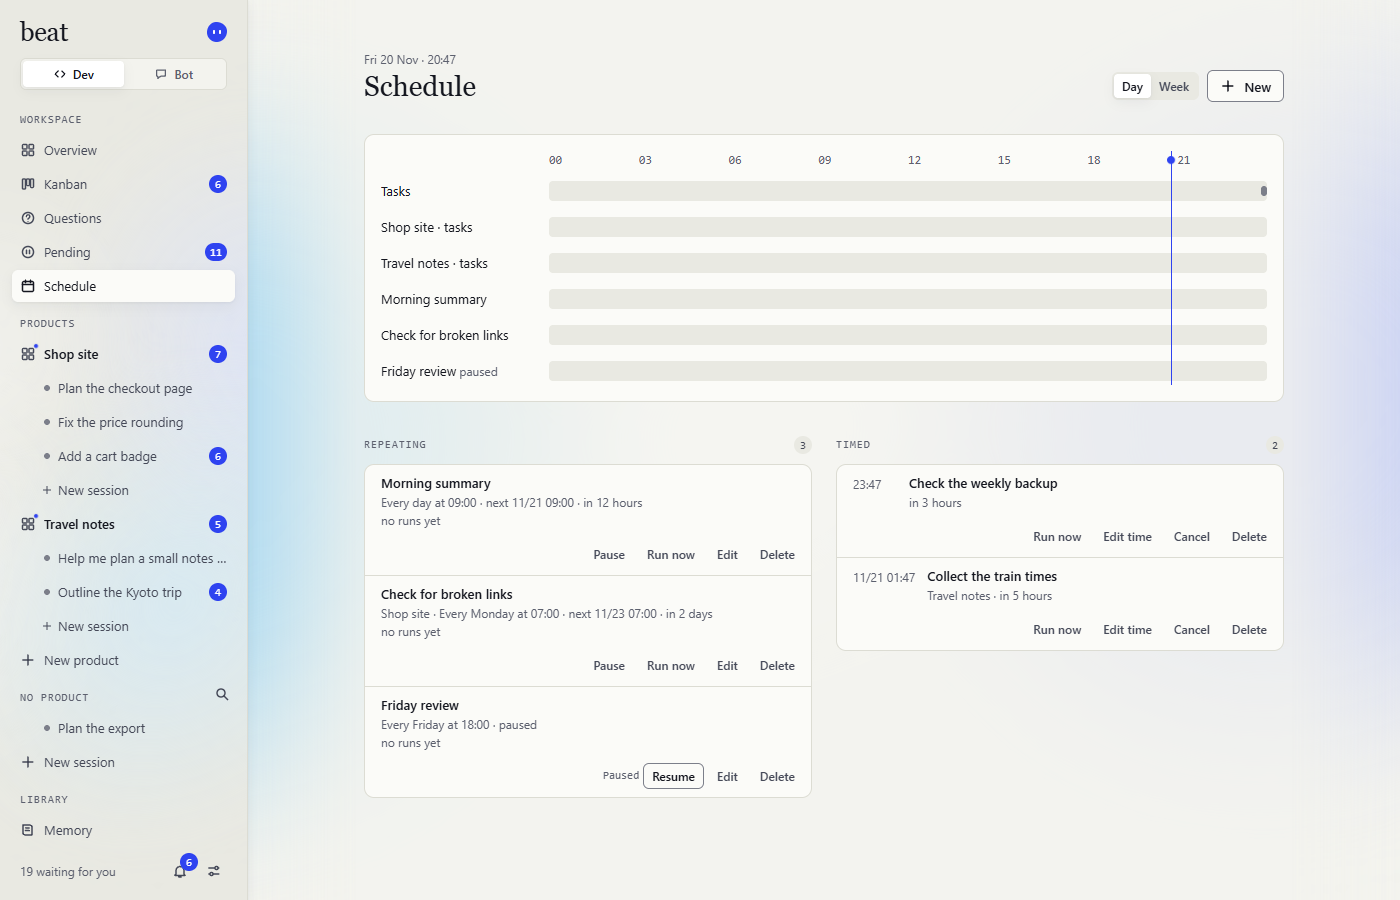 beat
Dev
Bot
WORKSPACE
Overview
Kanban 6
Questions
Pending 11
Schedule
PRODUCTS
Shop site 7
Plan the checkout page
Fix the price rounding
Add a cart badge 6
+ New session
Travel notes 5
Help me plan a small notes ...
Outline the Kyoto trip 4
+ New session
+ New product
NO PRODUCT
Plan the export
+ New session
LIBRARY
Memory
19 waiting for you 6
Fri 20 Nov · 20:47
Schedule
Day Week + New
00 03 06 09 12 15 18 21
Tasks
Shop site · tasks
Travel notes · tasks
Morning summary
Check for broken links
Friday review paused
REPEATING 3
Morning summary
Every day at 09:00 · next 11/21 09:00 · in 12 hours
no runs yet
Pause Run now Edit Delete
Check for broken links
Shop site · Every Monday at 07:00 · next 11/23 07:00 · in 2 days
no runs yet
Pause Run now Edit Delete
Friday review
Every Friday at 18:00 · paused
no runs yet
Paused Resume Edit Delete
TIMED 2
23:47 Check the weekly backup
in 3 hours
Run now Edit time Cancel Delete
11/21 01:47 Collect the train times
Travel notes · in 5 hours
Run now Edit time Cancel Delete